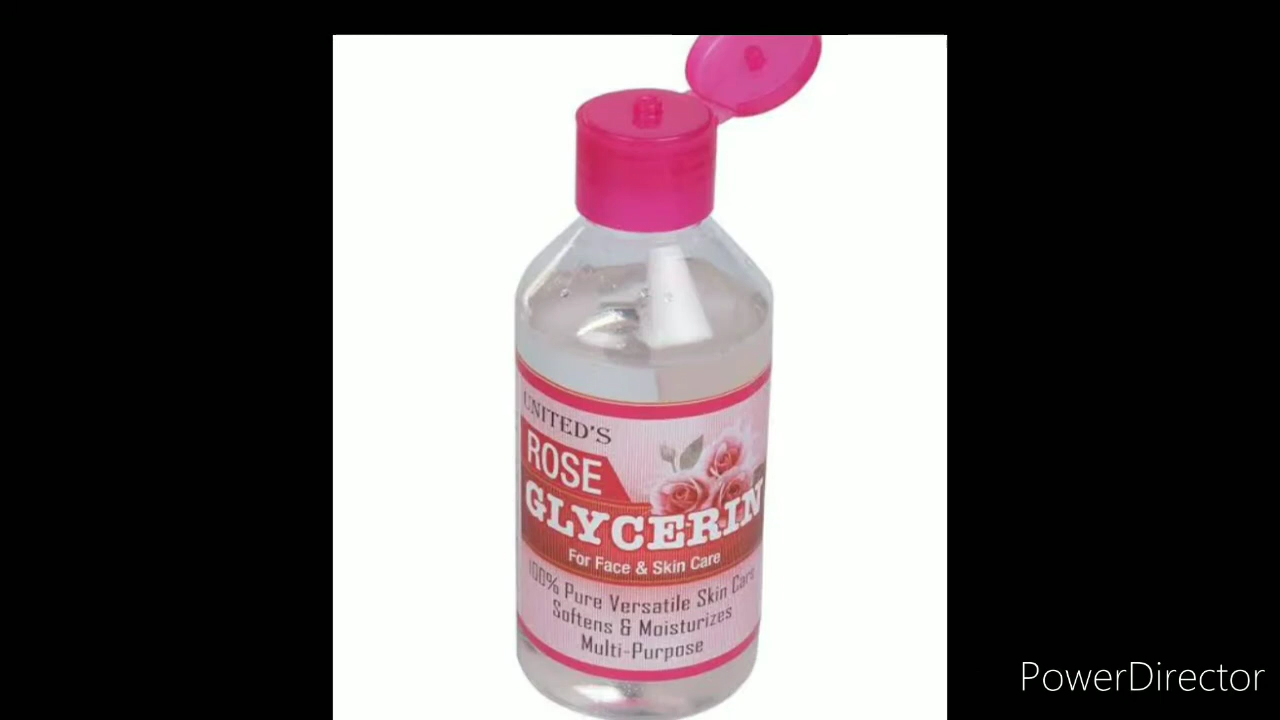 UNITED'S
ROSE
GLYCERIN
For Face & Skin Care
100% Pure Versatile Skin Care
Softens & Moisturizes
Multi-Purpose
PowerDirector